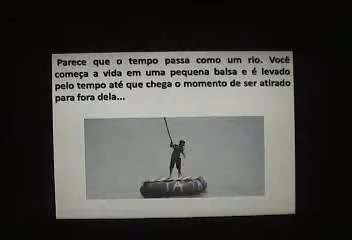 Parece que o tempo passa como um rio. Você
começa a vida em uma pequena balsa e é levado
pelo tempo até que chega o momento de ser atirado
para fora dela...